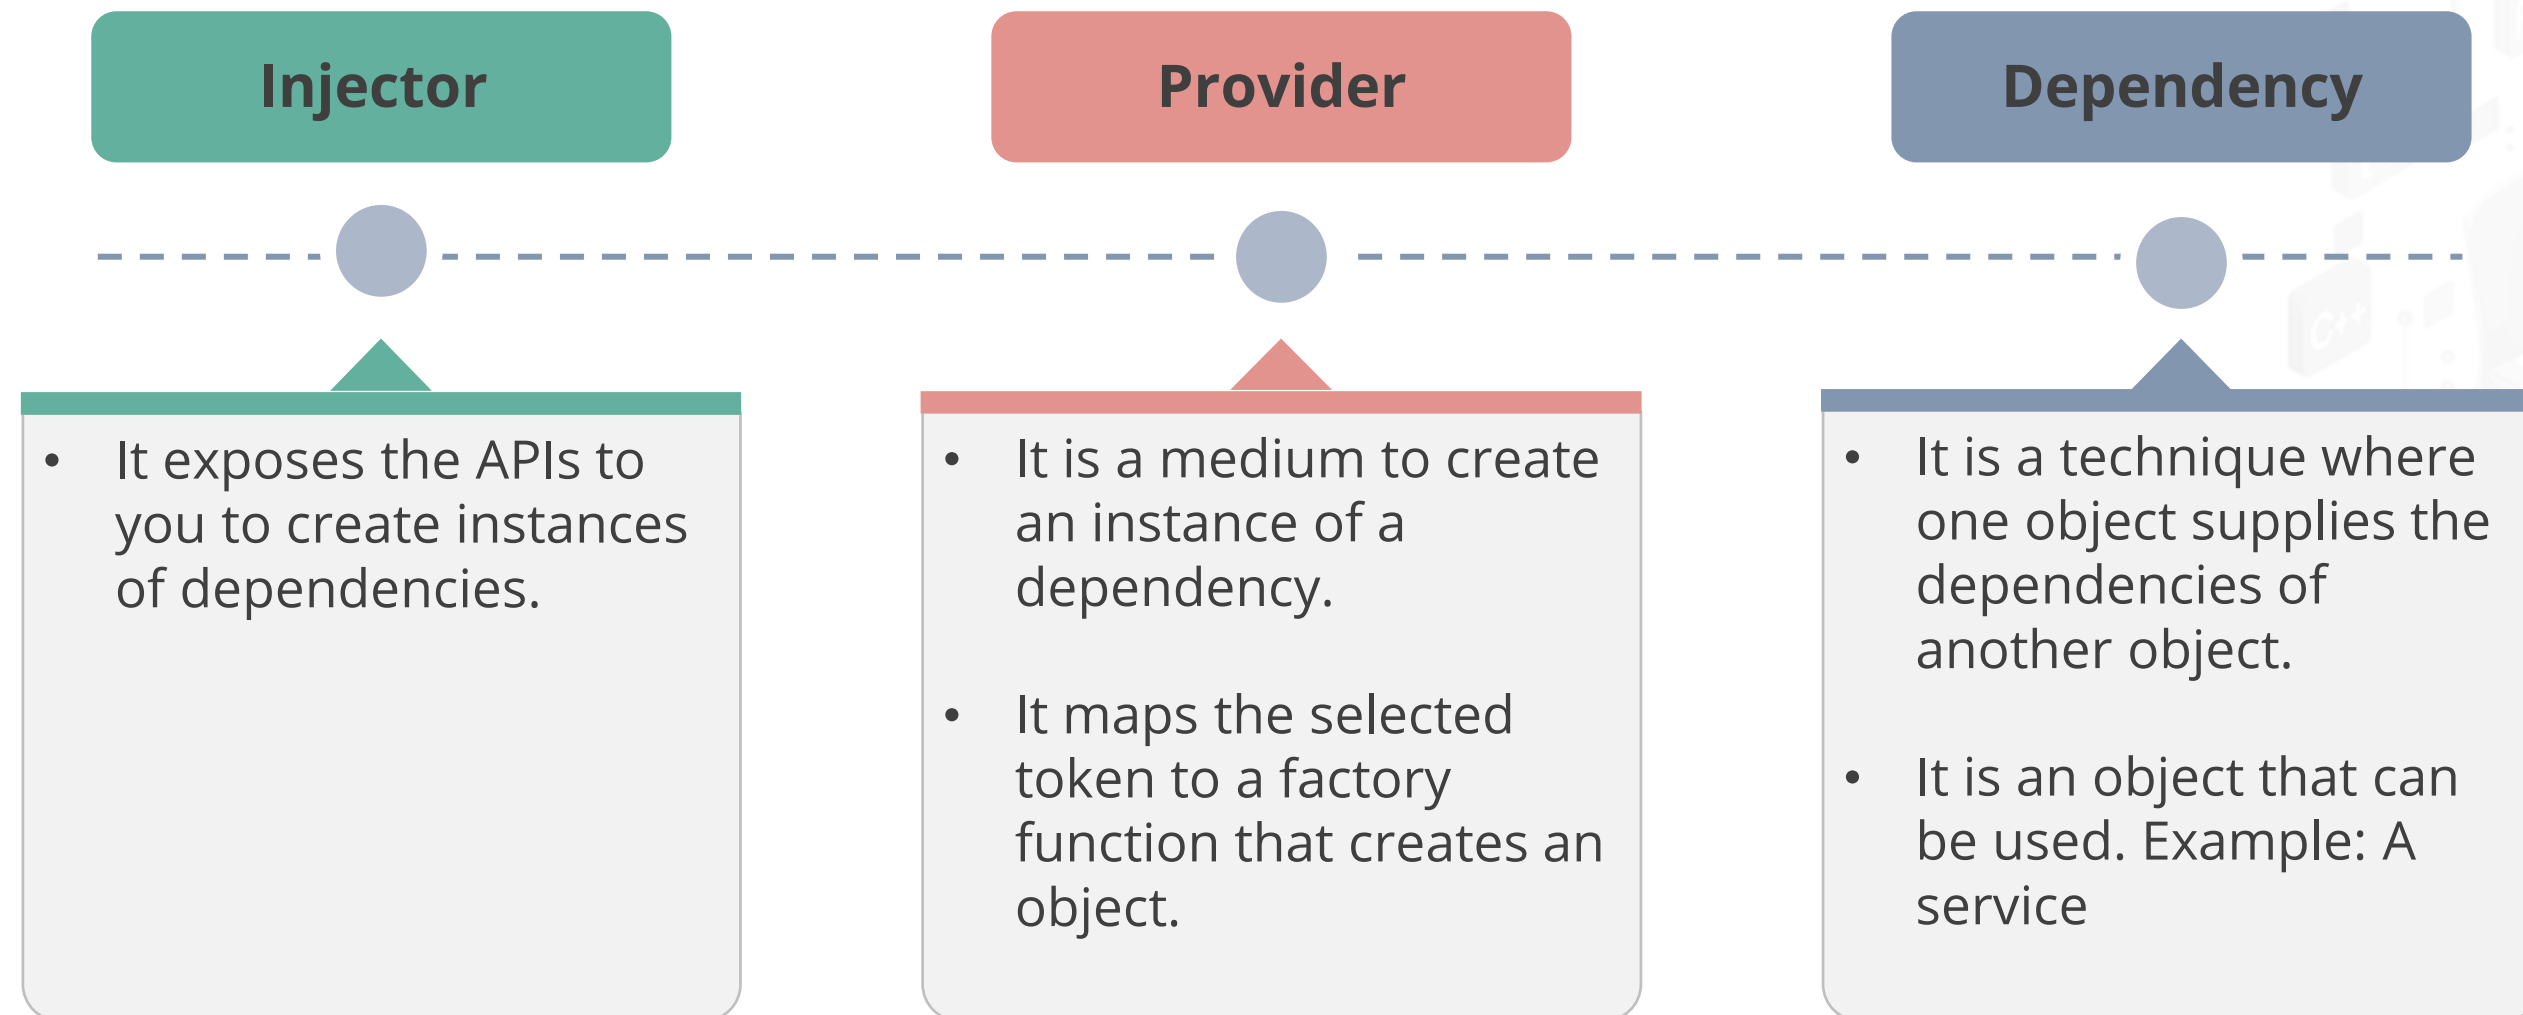 Injector
Provider
Dependency
• It exposes the APIs to
you to create instances
of dependencies.
• It is a medium to create
an instance of a
dependency.
• It maps the selected
token to a factory
function that creates an
object.
• It is a technique where
one object supplies the
dependencies of
another object.
• It is an object that can
be used. Example: A
service
C++